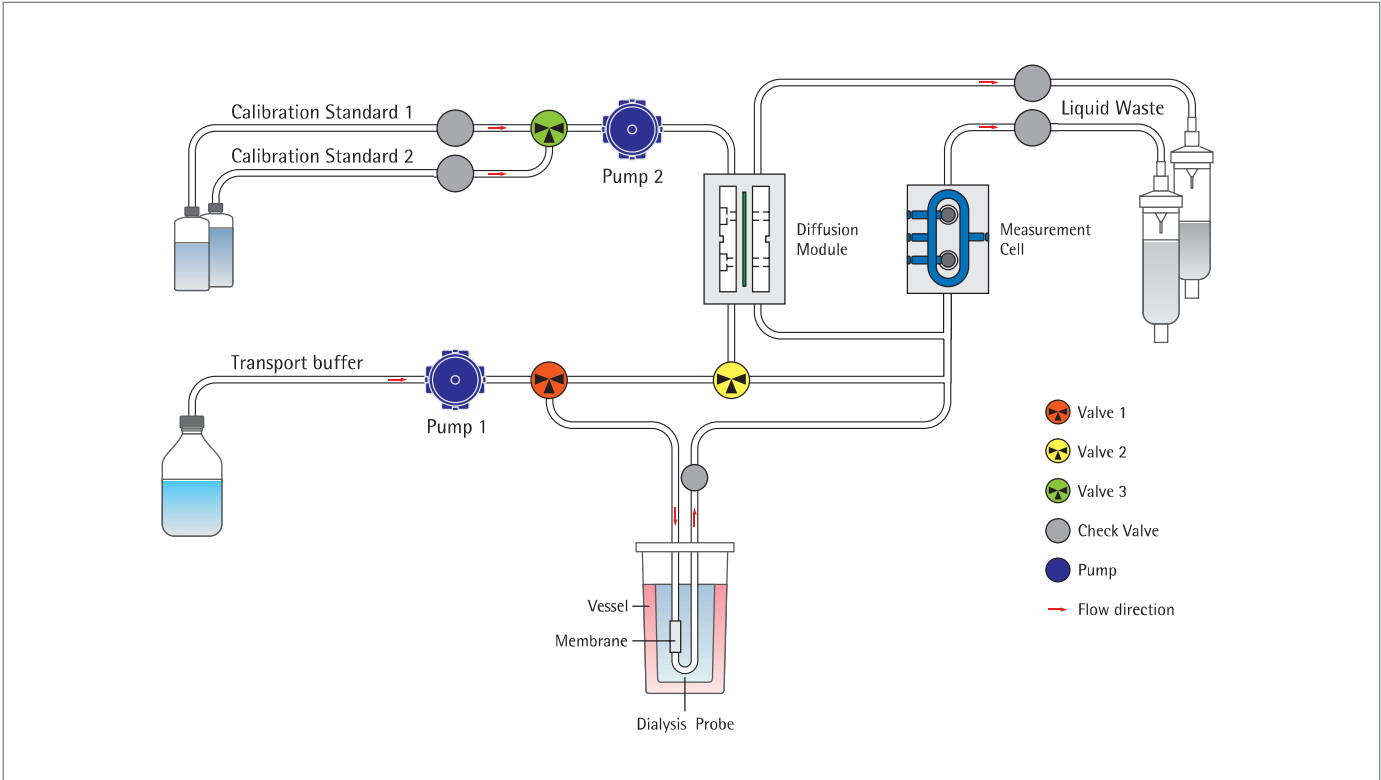 Calibration Standard 1
Calibration Standard 2
Pump 2
Liquid Waste
Diffusion
Module
Measurement
Cell
Transport buffer
Pump 1
Valve 1
Valve 2
Valve 3
Check Valve
Pump
Flow direction
Vessel
Membrane
Dialysis Probe